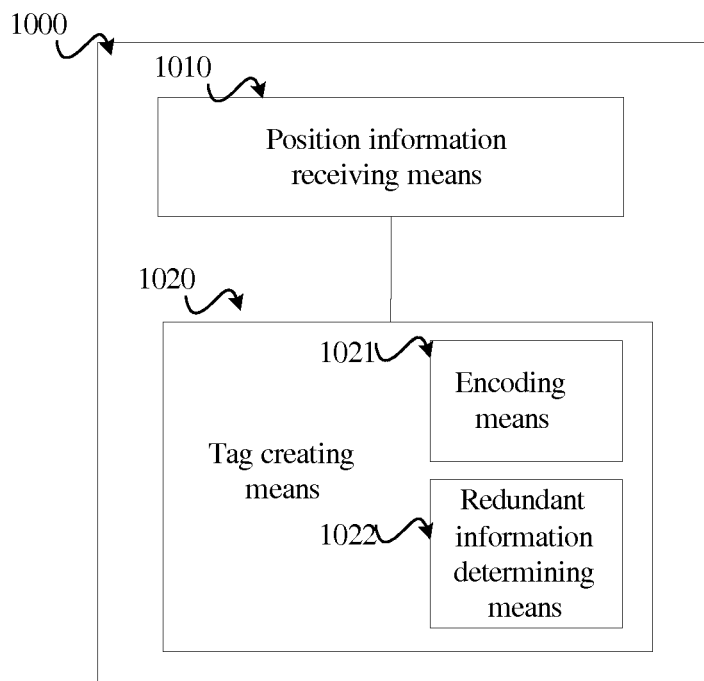 1000
1010
Position information
receiving means
1020
1021
Encoding
means
Tag creating
means
1022
Redundant
information
determining
means